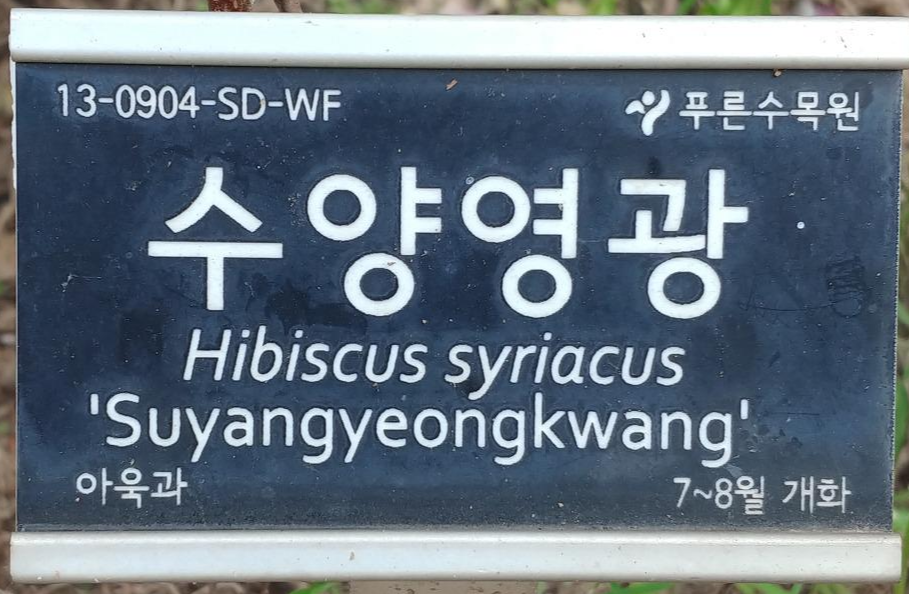 13-0904-SD-WF 푸른수목원
수양영광
Hibiscus syriacus
'Suyangyeongkwang'
아욱과 7~8월 개화